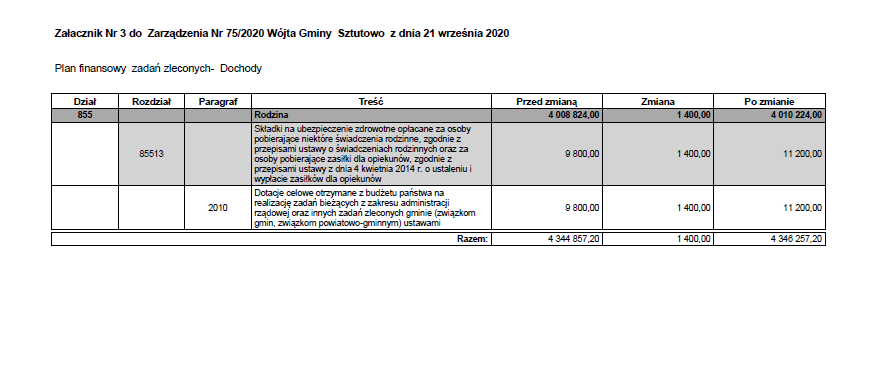 Załacznik Nr 3 do Zarządzenia Nr 75/2020 Wójta Gminy Sztutowo z dnia 21 września 2020
Plan finansowy zadań zleconych- Dochody
Dział Rozdział Paragraf Treść Przed zmianą Zmiana Po zmianie
855 Rodzina 4 008 824,00 1 400,00 4 010 224,00
Składki na ubezpieczenie zdrowotne opłacane za osoby
pobierające niektóre świadczenia rodzinne, zgodnie z
przepisami ustawy o świadczeniach rodzinnych oraz za
85513 osoby pobierające zasiłki dla opiekunów, zgodnie z 9 800,00 1 400,00 11 200,00
przepisami ustawy z dnia 4 kwietnia 2014 r. o ustaleniu i
wypłacie zasiłków dla opiekunów
Dotacje celowe otrzymane z budżetu państwa na
realizację zadań bieżących z zakresu administracji
2010 rządowej oraz innych zadań zleconych gminie (związkom 9 800,00 1 400,00 11 200,00
gmin, związkom powiatowo-gminnym) ustawami
Razem: 4 344 857,20 1 400,00 4 346 257,20